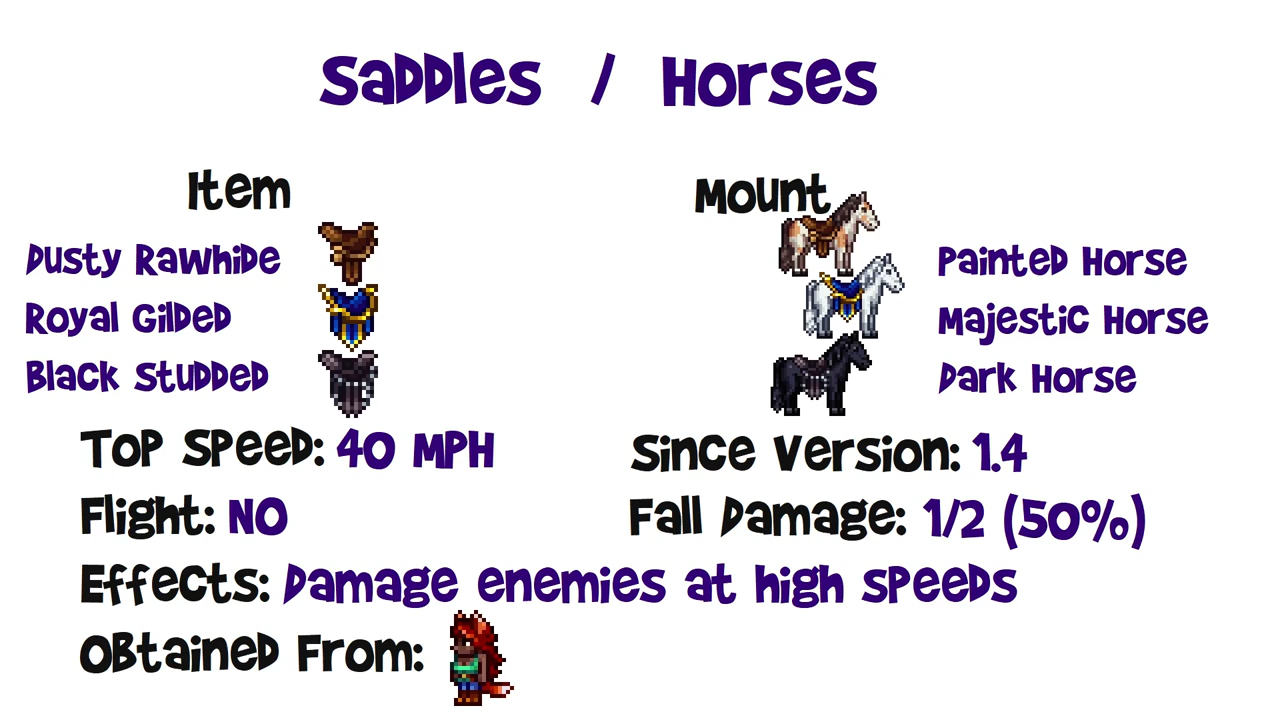 Saddles / Horses
Item
Mount
Dusty Rawhide
Painted Horse
Royal Gilded
Majestic Horse
Black Studded
Dark Horse
Top Speed: 40 MPH
Since Version: 1.4
Flight: NO
Fall Damage: 1/2 (50%)
Effects: Damage enemies at high speeds
Obtained From: